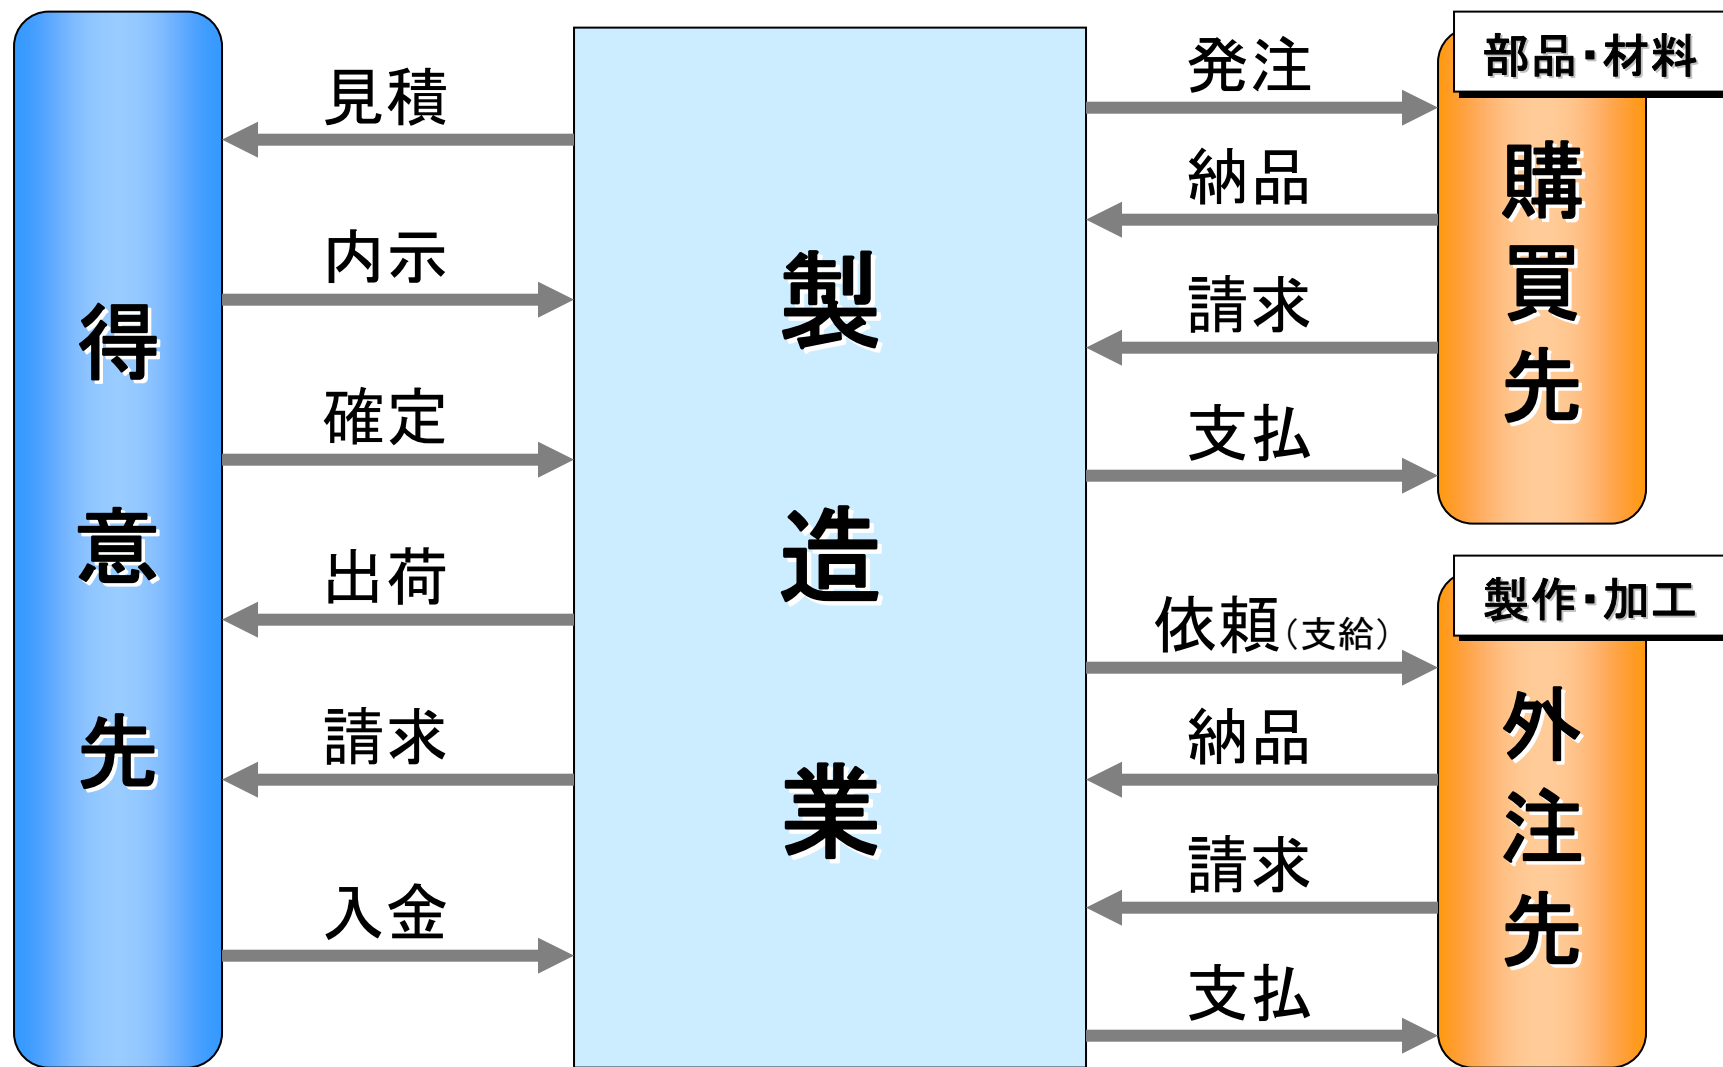 得意先
見積
内示
確定
出荷
請求
入金
製造業
発注
納品
請求
支払
部品・材料
購買先
依頼(支給)
納品
請求
支払
製作・加工
外注先